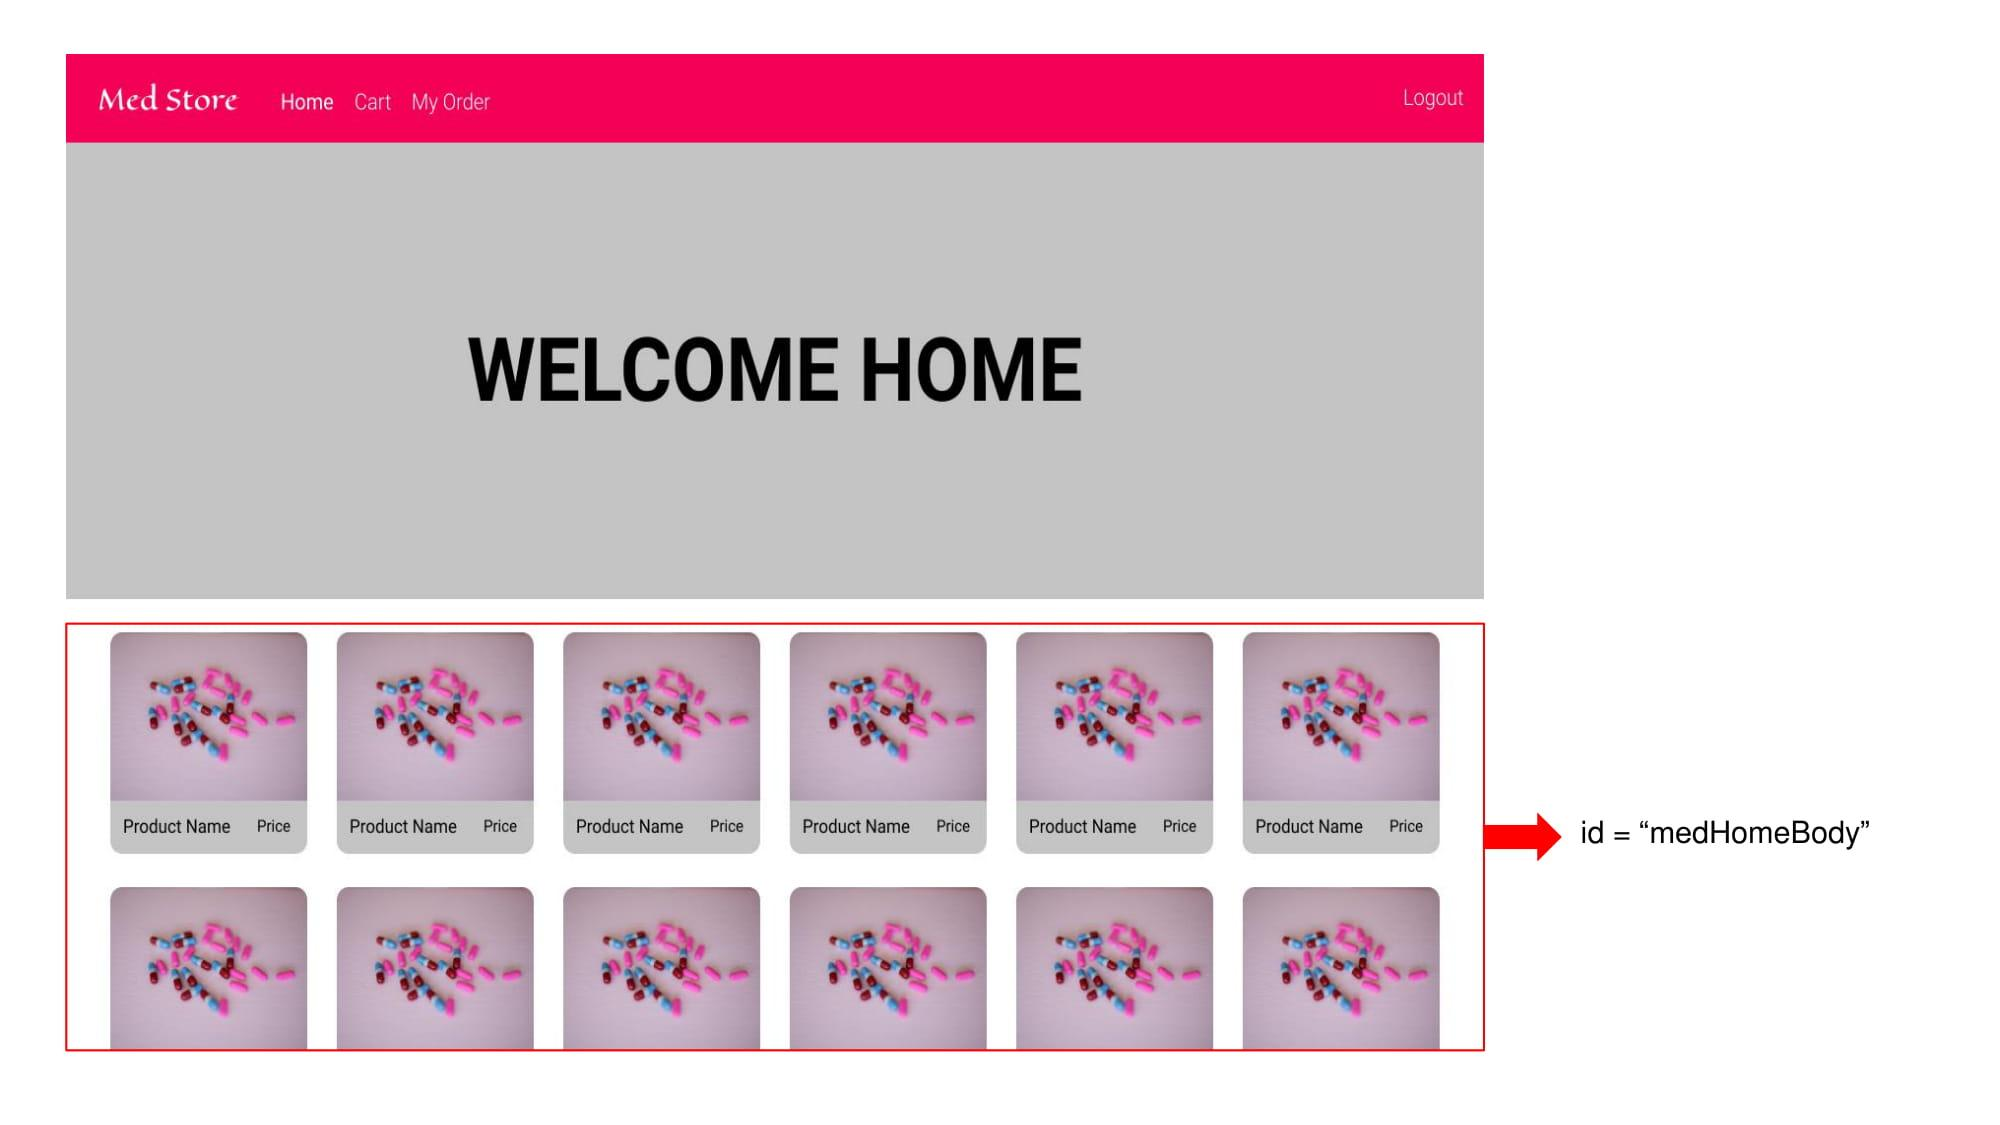 Med Store Home Cart My Order Logout
WELCOME HOME
Product Name Price Product Name Price Product Name Price Product Name Price Product Name Price Product Name Price
id = “medHomeBody”